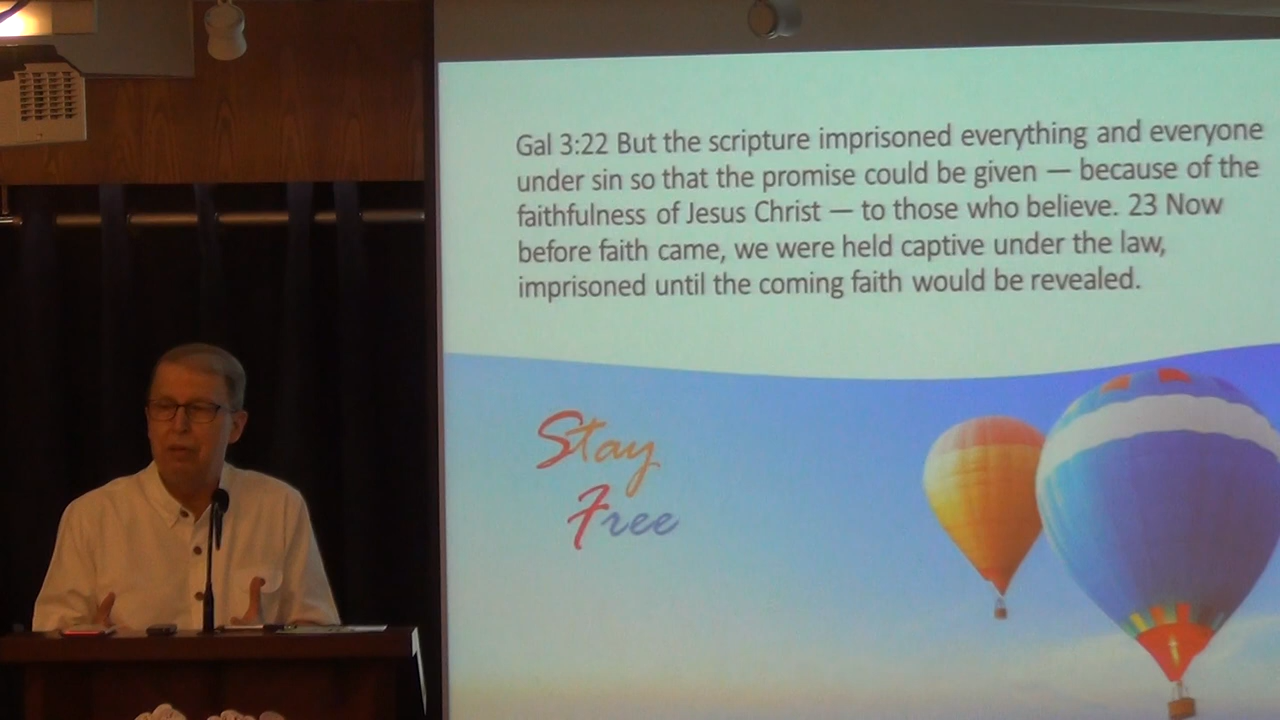 Gal 3:22 But the scripture imprisoned everything and everyone
under sin so that the promise could be given — because of the
faithfulness of Jesus Christ — to those who believe. 23 Now
before faith came, we were held captive under the law,
imprisoned until the coming faith would be revealed.
Stay
Free